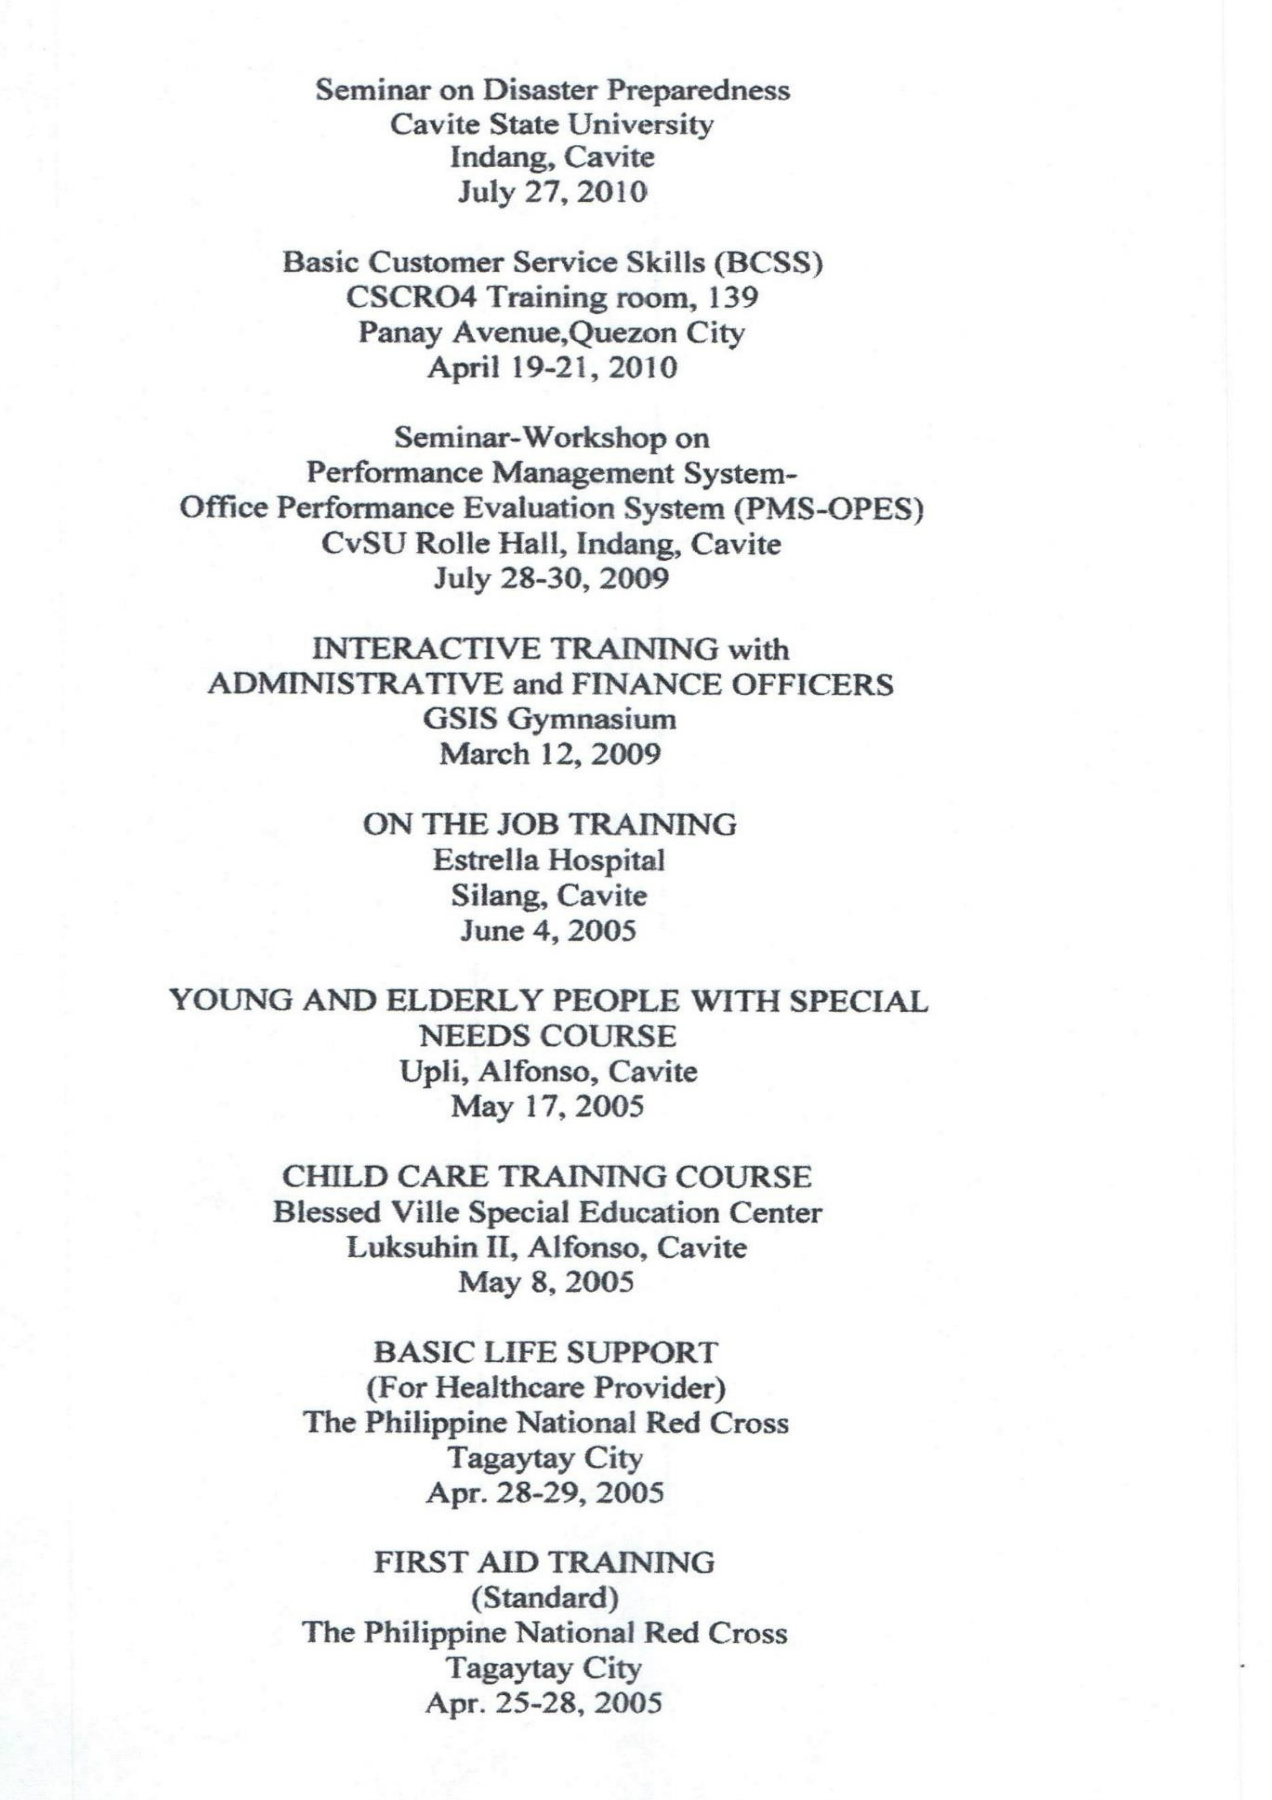 Seminar on Disaster Preparedness
Cavite State University
Indang, Cavite
July 27, 2010
Basic Customer Service Skills (BCSS)
CSCRO4 Training room, 139
Panay Avenue,Quezon City
April 19-21, 2010
Seminar-Workshop on
Performance Management System-
Office Performance Evaluation System (PMS-OPES)
CvSU Rolle Hall, Indang, Cavite
July 28-30, 2009
INTERACTIVE TRAINING with
ADMINISTRATIVE and FINANCE OFFICERS
GSIS Gymnasium
March 12, 2009
ON THE JOB TRAINING
Estrella Hospital
Silang, Cavite
June 4, 2005
YOUNG AND ELDERLY PEOPLE WITH SPECIAL
NEEDS COURSE
Upli, Alfonso, Cavite
May 17, 2005
CHILD CARE TRAINING COURSE
Blessed Ville Special Education Center
Luksuhin II, Alfonso, Cavite
May 8, 2005
BASIC LIFE SUPPORT
(For Healthcare Provider)
The Philippine National Red Cross
Tagaytay City
Apr. 28-29, 2005
FIRST AID TRAINING
(Standard)
The Philippine National Red Cross
Tagaytay City
Apr. 25-28, 2005